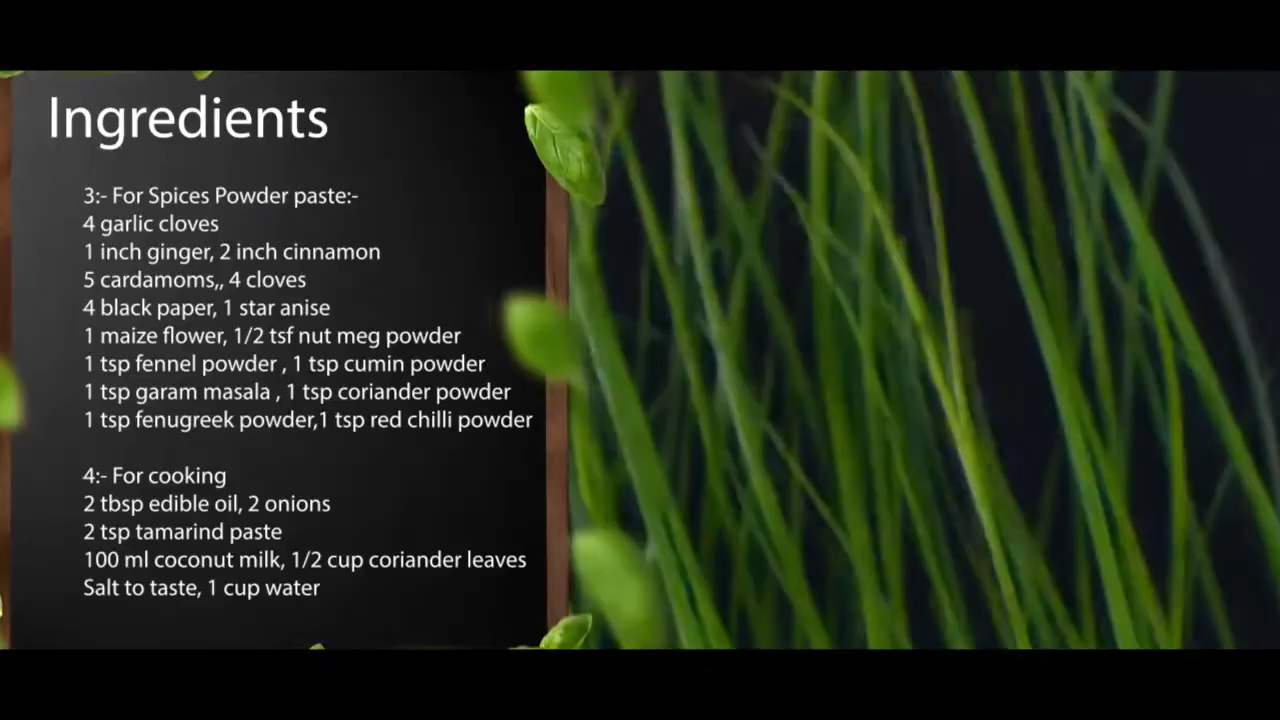 Ingredients
3:- For Spices Powder paste:-
4 garlic cloves
1 inch ginger, 2 inch cinnamon
5 cardamoms,, 4 cloves
4 black paper, 1 star anise
1 maize flower, 1/2 tsf nut meg powder
1 tsp fennel powder , 1 tsp cumin powder
1 tsp garam masala , 1 tsp coriander powder
1 tsp fenugreek powder,1 tsp red chilli powder
4:- For cooking
2 tbsp edible oil, 2 onions
2 tsp tamarind paste
100 ml coconut milk, 1/2 cup coriander leaves
Salt to taste, 1 cup water